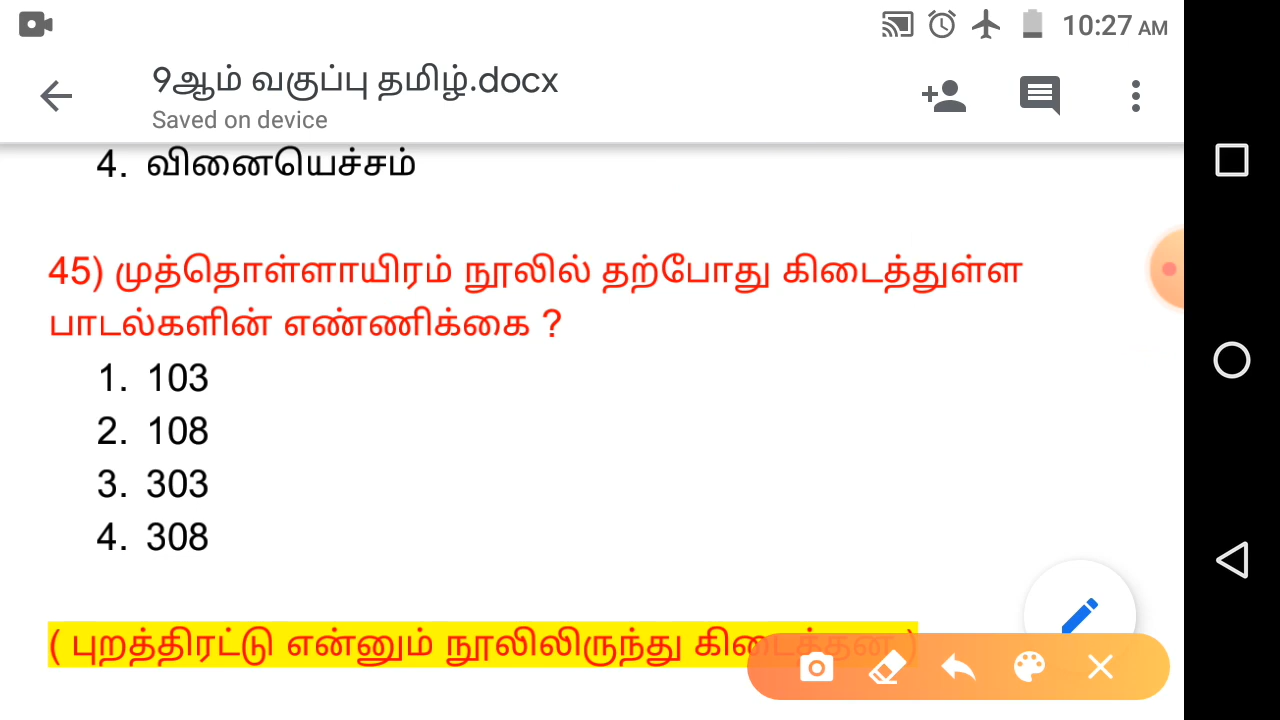 10:27 AM
9ஆம் வகுப்பு தமிழ்.docx
Saved on device
4. வினையெச்சம்
45) முத்தொள்ளாயிரம் நூலில் தற்போது கிடைத்துள்ள
பாடல்களின் எண்ணிக்கை ?
1. 103
2. 108
3. 303
4. 308
( புறத்திரட்டு என்னும் நூலிலிருந்து கிடைத்தன )